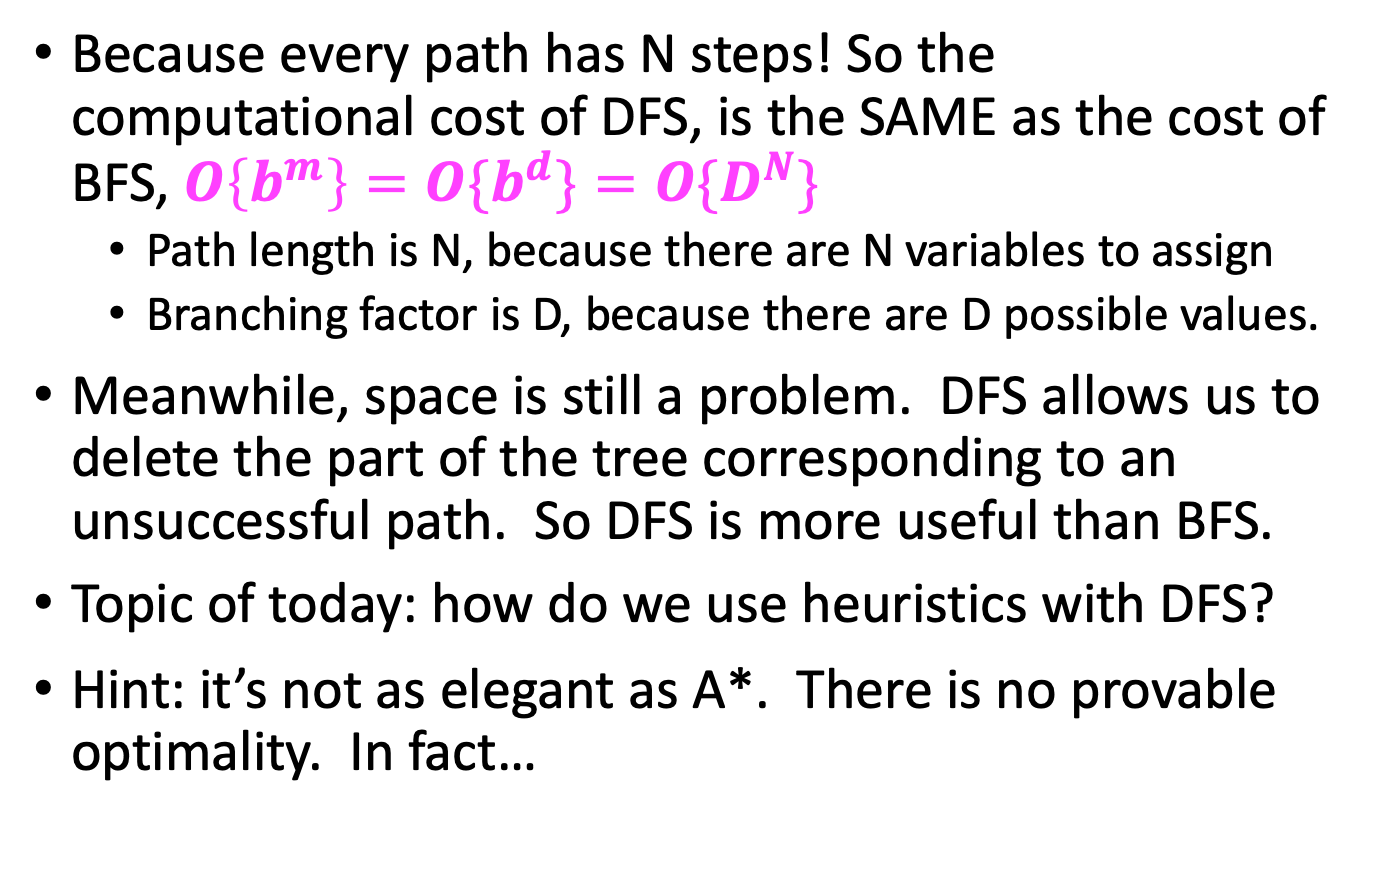 • Because every path has N steps! So the
computational cost of DFS, is the SAME as the cost of
BFS, O{bᵐ} = O{bᵈ} = O{Dᴺ}
• Path length is N, because there are N variables to assign
• Branching factor is D, because there are D possible values.
• Meanwhile, space is still a problem.  DFS allows us to
delete the part of the tree corresponding to an
unsuccessful path.  So DFS is more useful than BFS.
• Topic of today: how do we use heuristics with DFS?
• Hint: it’s not as elegant as A*.  There is no provable
optimality.  In fact…